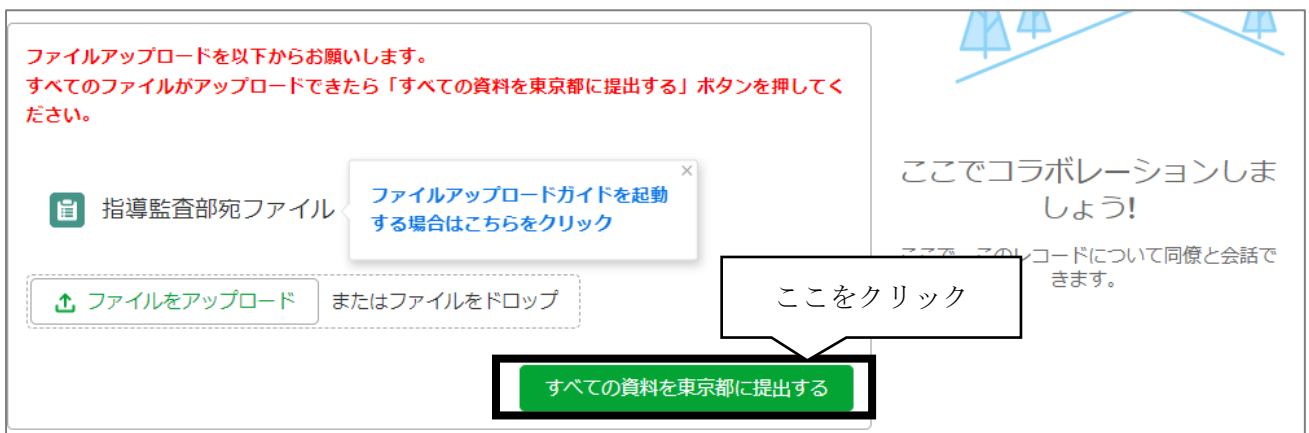 ファイルアップロードを以下からお願いします。
すべてのファイルがアップロードできたら「すべての資料を東京都に提出する」ボタンを押してく
ださい。
指導監査部宛ファイル
ファイルアップロードガイドを起動
する場合はこちらをクリック
ファイルをアップロード
またはファイルをドロップ
ここをクリック
すべての資料を東京都に提出する
ここでコラボレーションしま
しょう!
ここで、このレコードについて同僚と会話で
きます。